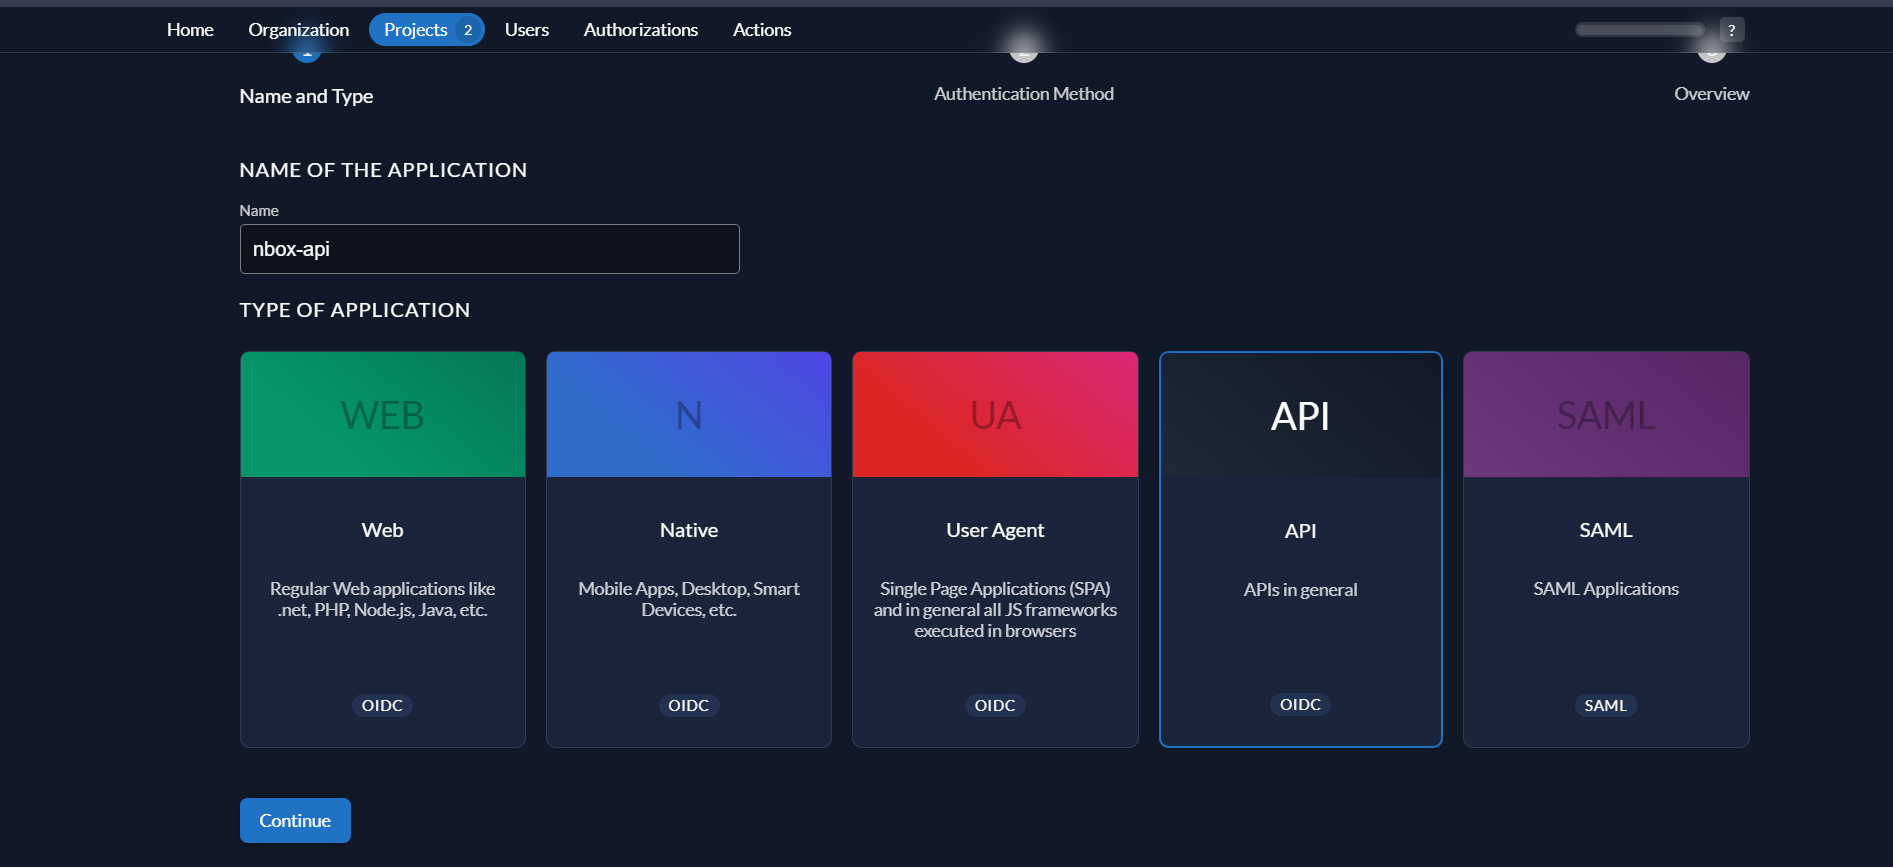 Home Organization Projects 2 Users Authorizations Actions ?
Name and Type Authentication Method Overview
NAME OF THE APPLICATION
Name
nbox-api
TYPE OF APPLICATION
WEB N UA API SAML
Web Native User Agent API SAML
Regular Web applications like
.net, PHP, Node.js, Java, etc.
Mobile Apps, Desktop, Smart
Devices, etc.
Single Page Applications (SPA)
and in general all JS frameworks
executed in browsers
APIs in general
SAML Applications
OIDC OIDC OIDC OIDC SAML
Continue